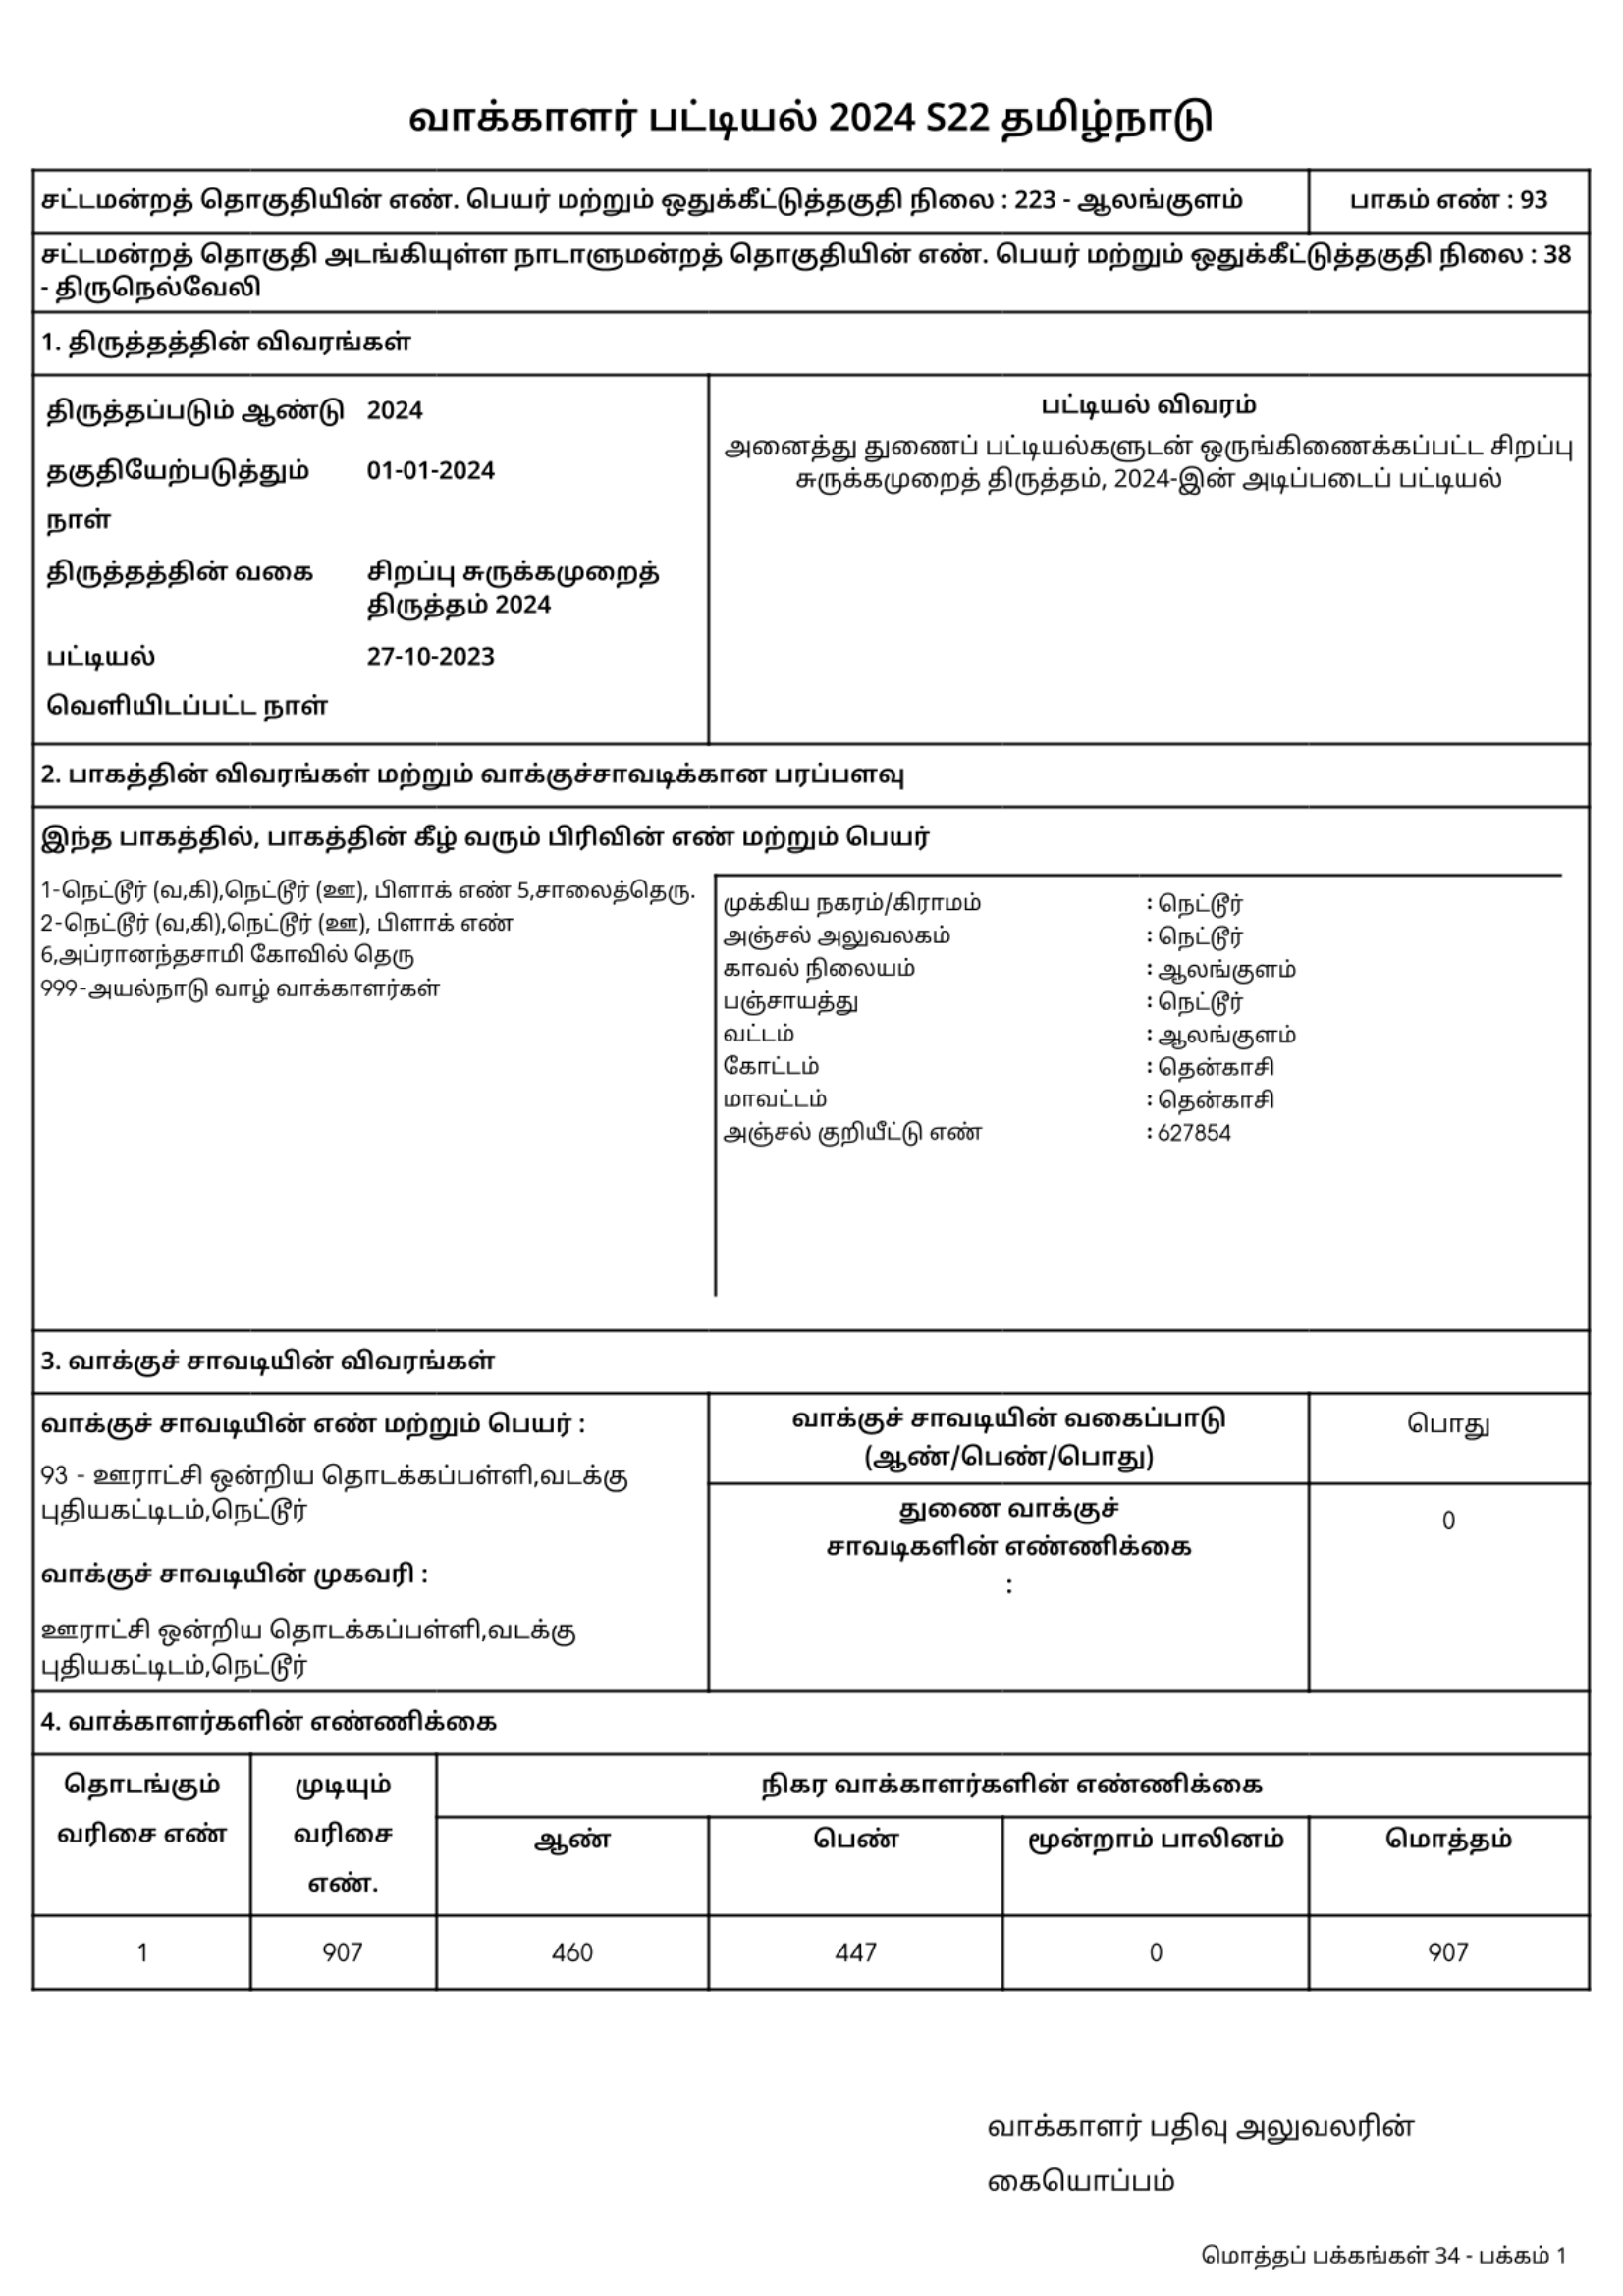 வாக்காளர் பட்டியல் 2024 S22 தமிழ்நாடு
சட்டமன்றத் தொகுதியின் எண். பெயர் மற்றும் ஒதுக்கீட்டுத்தகுதி நிலை : 223 - ஆலங்குளம்
பாகம் எண் : 93
சட்டமன்றத் தொகுதி அடங்கியுள்ள நாடாளுமன்றத் தொகுதியின் எண். பெயர் மற்றும் ஒதுக்கீட்டுத்தகுதி நிலை : 38
- திருநெல்வேலி
1. திருத்தத்தின் விவரங்கள்
திருத்தப்படும் ஆண்டு 2024
தகுதியேற்படுத்தும் 01-01-2024
நாள்
திருத்தத்தின் வகை சிறப்பு சுருக்கமுறைத்
திருத்தம் 2024
பட்டியல் 27-10-2023
வெளியிடப்பட்ட நாள்
பட்டியல் விவரம்
அனைத்து துணைப் பட்டியல்களுடன் ஒருங்கிணைக்கப்பட்ட சிறப்பு
சுருக்கமுறைத் திருத்தம், 2024-இன் அடிப்படைப் பட்டியல்
2. பாகத்தின் விவரங்கள் மற்றும் வாக்குச்சாவடிக்கான பரப்பளவு
இந்த பாகத்தில், பாகத்தின் கீழ் வரும் பிரிவின் எண் மற்றும் பெயர்
1-நெட்டூர் (வ,கி),நெட்டூர் (ஊ), பிளாக் எண் 5,சாலைத்தெரு.
2-நெட்டூர் (வ,கி),நெட்டூர் (ஊ), பிளாக் எண்
6,அப்ரானந்தசாமி கோவில் தெரு
999-அயல்நாடு வாழ் வாக்காளர்கள்
முக்கிய நகரம்/கிராமம் : நெட்டூர்
அஞ்சல் அலுவலகம் : நெட்டூர்
காவல் நிலையம் : ஆலங்குளம்
பஞ்சாயத்து : நெட்டூர்
வட்டம் : ஆலங்குளம்
கோட்டம் : தென்காசி
மாவட்டம் : தென்காசி
அஞ்சல் குறியீட்டு எண் : 627854
3. வாக்குச் சாவடியின் விவரங்கள்
வாக்குச் சாவடியின் எண் மற்றும் பெயர் :
93 - ஊராட்சி ஒன்றிய தொடக்கப்பள்ளி,வடக்கு
புதியகட்டிடம்,நெட்டூர்
வாக்குச் சாவடியின் முகவரி :
ஊராட்சி ஒன்றிய தொடக்கப்பள்ளி,வடக்கு
புதியகட்டிடம்,நெட்டூர்
வாக்குச் சாவடியின் வகைப்பாடு
(ஆண்/பெண்/பொது)
பொது
துணை வாக்குச்
சாவடிகளின் எண்ணிக்கை
:
0
4. வாக்காளர்களின் எண்ணிக்கை
தொடங்கும்
வரிசை எண்
முடியும்
வரிசை
எண்.
நிகர வாக்காளர்களின் எண்ணிக்கை
ஆண் பெண் மூன்றாம் பாலினம் மொத்தம்
1 907 460 447 0 907
வாக்காளர் பதிவு அலுவலரின்
கையொப்பம்
மொத்தப் பக்கங்கள் 34 - பக்கம் 1